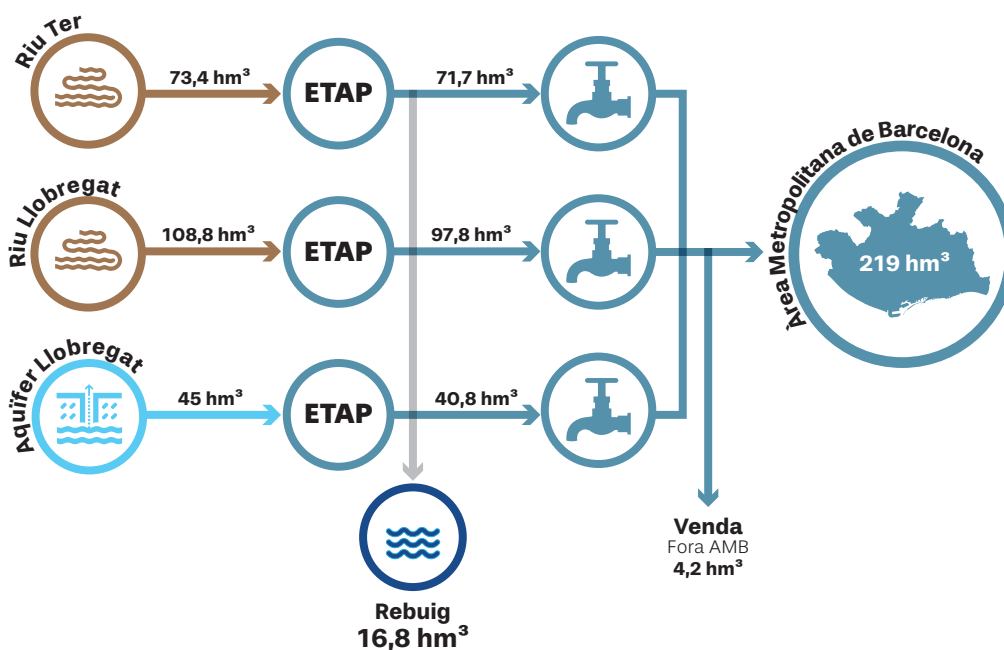 Riu Ter
73,4 hm³
ETAP
71,7 hm³
Riu Llobregat
108,8 hm³
ETAP
97,8 hm³
Àrea Metropolitana de Barcelona
219 hm³
Aqüífer Llobregat
45 hm³
ETAP
40,8 hm³
Rebuig
16,8 hm³
Venda
Fora AMB
4,2 hm³